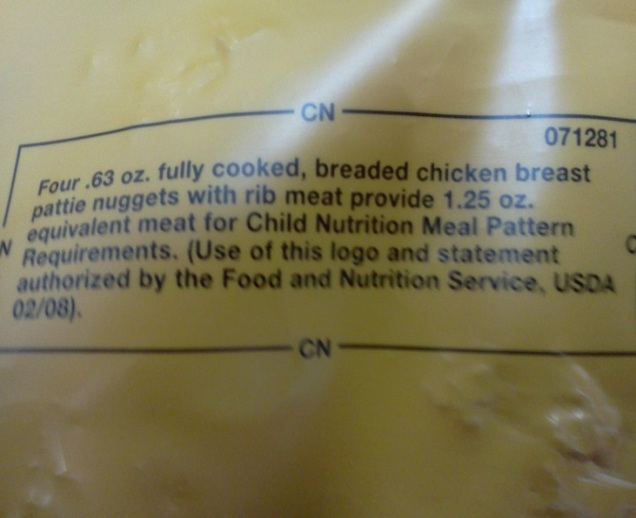 CN
071281
Four .63 oz. fully cooked, breaded chicken breast
pattie nuggets with rib meat provide 1.25 oz.
equivalent meat for Child Nutrition Meal Pattern
N Requirements. (Use of this logo and statement
authorized by the Food and Nutrition Service, USDA
02/08).
CN